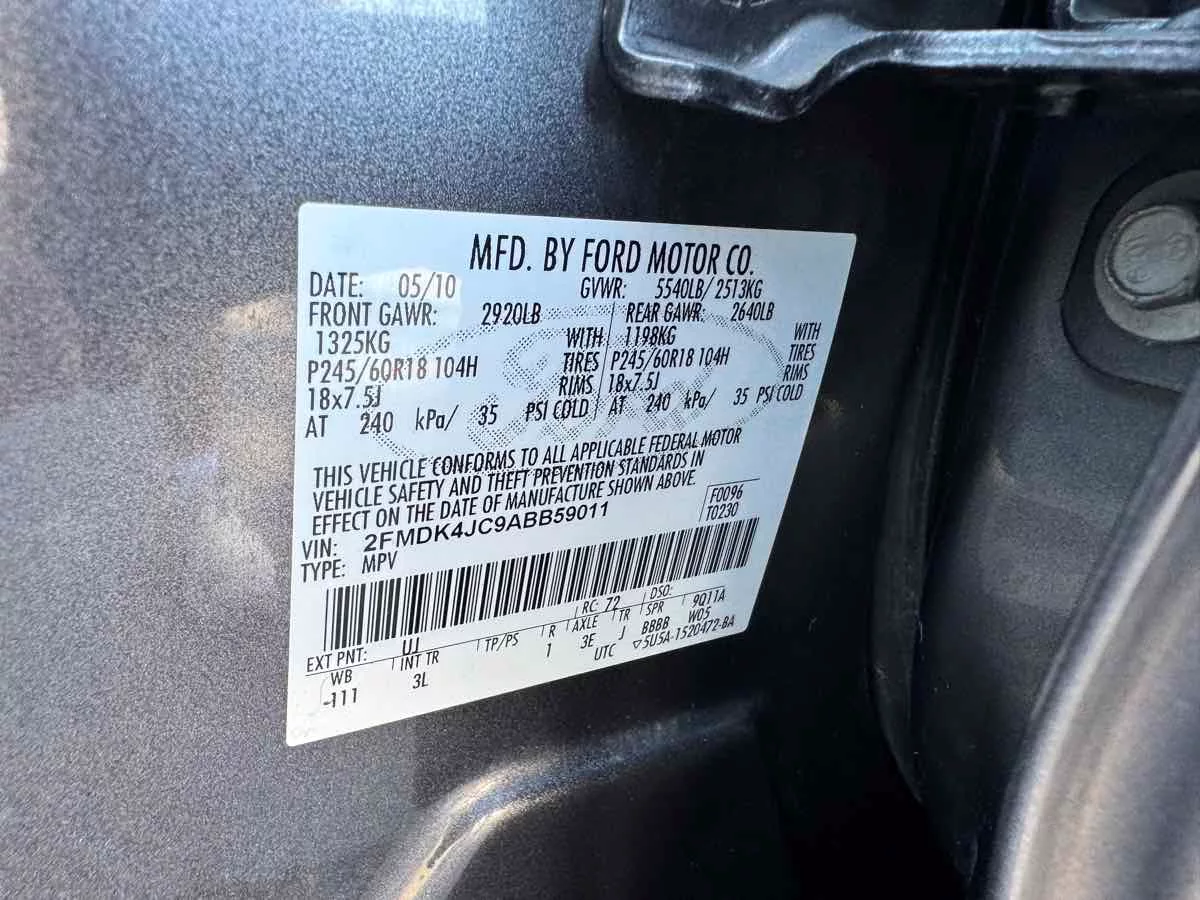 MFD. BY FORD MOTOR CO.
DATE: 05/10 GVWR: 5540LB/ 2513KG
FRONT GAWR: 2920LB REAR GAWR: 2640LB
1325KG WITH 1198KG WITH
P245/60R18 104H TIRES P245/60R18 104H TIRES
18x7.5J RIMS 18x7.5J RIMS
AT 240 kPa/ 35 PSI COLD AT 240 kPa/ 35 PSI COLD
THIS VEHICLE CONFORMS TO ALL APPLICABLE FEDERAL MOTOR
VEHICLE SAFETY AND THEFT PREVENTION STANDARDS IN
EFFECT ON THE DATE OF MANUFACTURE SHOWN ABOVE.
F0096
T0230
VIN: 2FMDK4JC9ABB59011
TYPE: MPV
EXT PNT: UJ RC: 72 DSO:
WB INT TR TP/PS R AXLE TR SPR 9Q11A
-111 3L 1 3E J BBBB W05
UTC ▽5U5A-1520472-BA